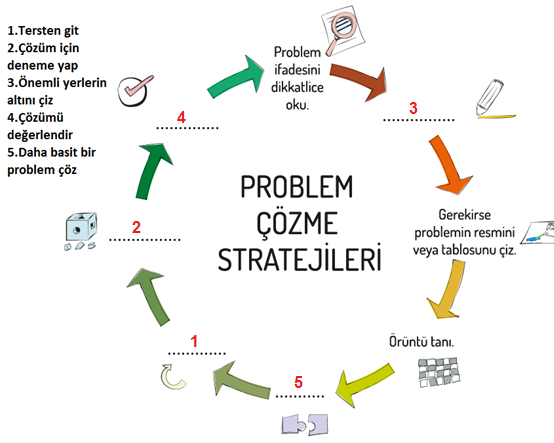 1.Tersten git
2.Çözüm için
deneme yap
3.Önemli yerlerin
altını çiz
4.Çözümü
değerlendir
5.Daha basit bir
problem çöz
Problem
ifadesini
dikkatlice
oku.
3
....................
Gerekirse
problemin resmini
veya tablosunu çiz.
Örüntü tanı.
5
..............
1
................
2
....................
4
.................
PROBLEM
ÇÖZME
STRATEJİLERİ